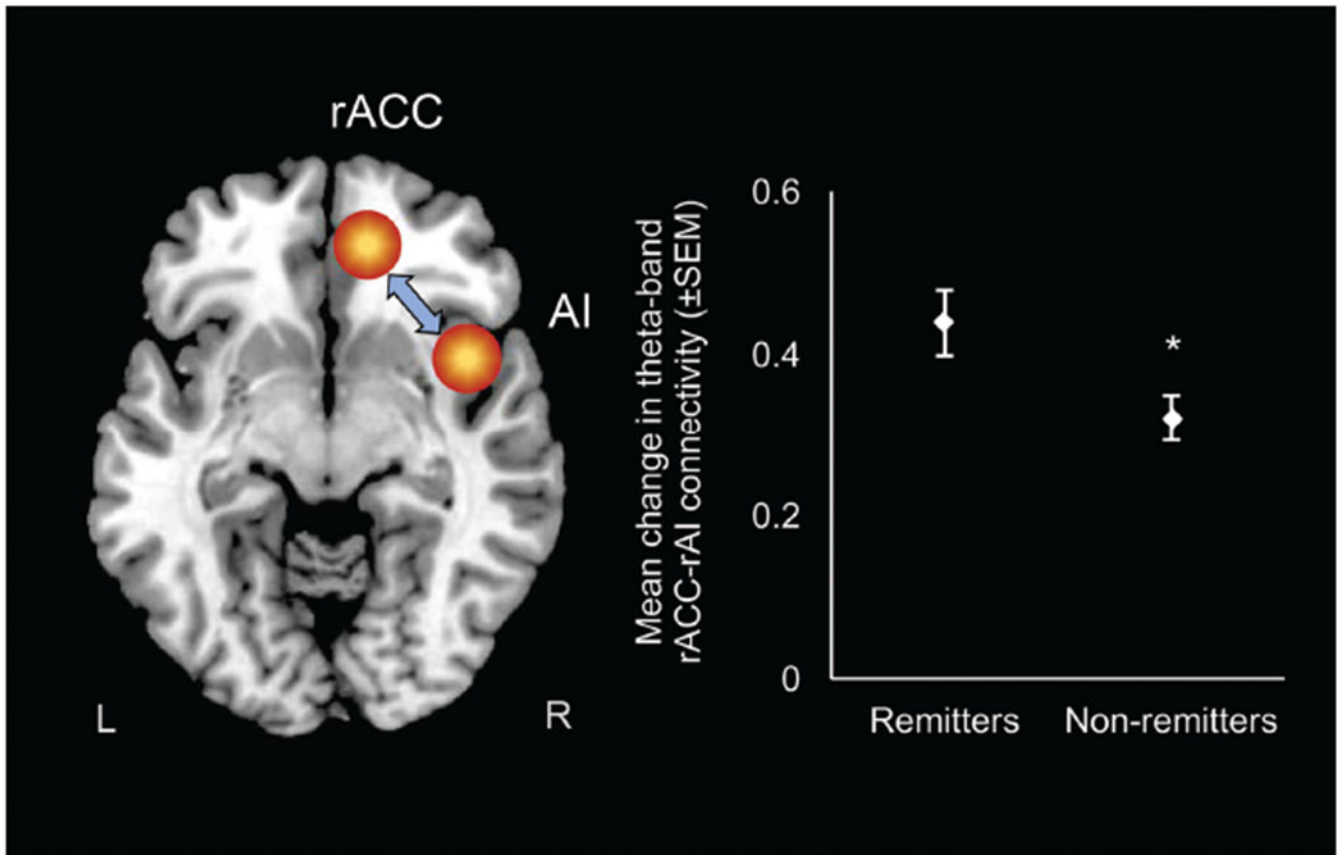 rACC
AI
L
R
Mean change in theta-band
rACC-rAI connectivity (±SEM)
0.6
0.4
0.2
0
*
Remitters
Non-remitters